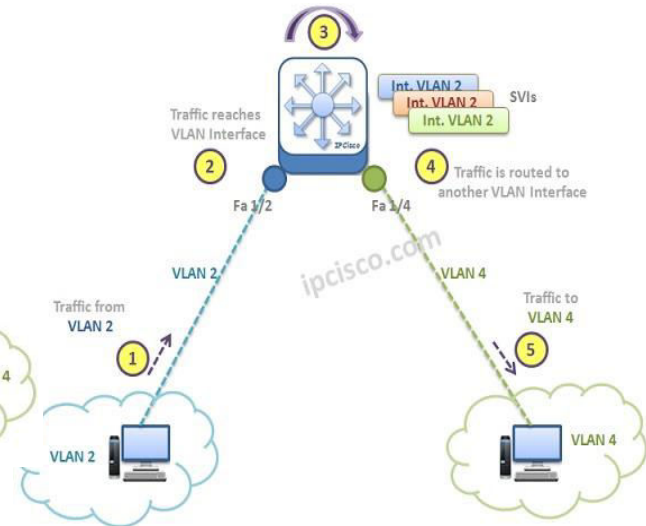 3
Int. VLAN 2
Int. VLAN 2
Int. VLAN 2
SVIs
IPCisco
Traffic reaches
VLAN Interface
2
4
Traffic is routed to
another VLAN Interface
Fa 1/2
Fa 1/4
ipcisco.com
VLAN 2
VLAN 4
Traffic from
VLAN 2
1
Traffic to
VLAN 4
5
4
VLAN 2
VLAN 4